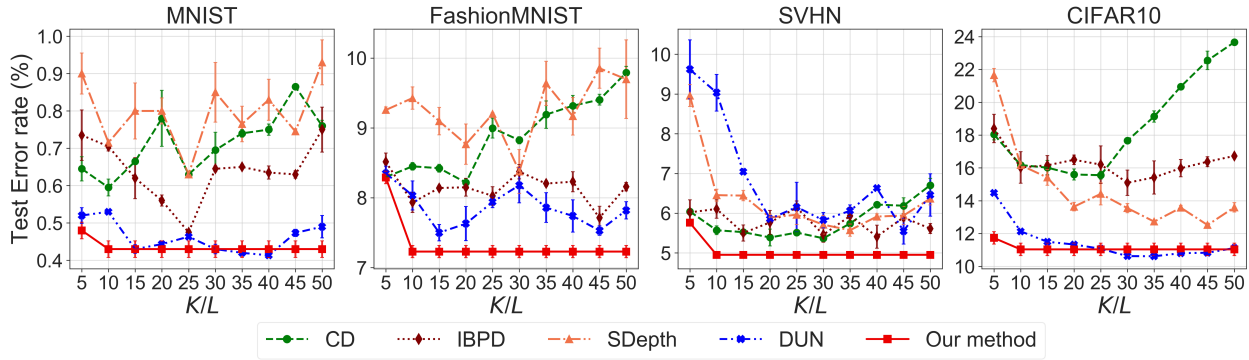 MNIST
FashionMNIST
SVHN
CIFAR10
Test Error rate (%)
1.0
0.9
0.8
0.7
0.6
0.5
0.4
5 10 15 20 25 30 35 40 45 50
K/L
10
9
8
7
5 10 15 20 25 30 35 40 45 50
K/L
10
9
8
7
6
5
5 10 15 20 25 30 35 40 45 50
K/L
24
22
20
18
16
14
12
10
5 10 15 20 25 30 35 40 45 50
K/L
CD IBPD SDepth DUN Our method